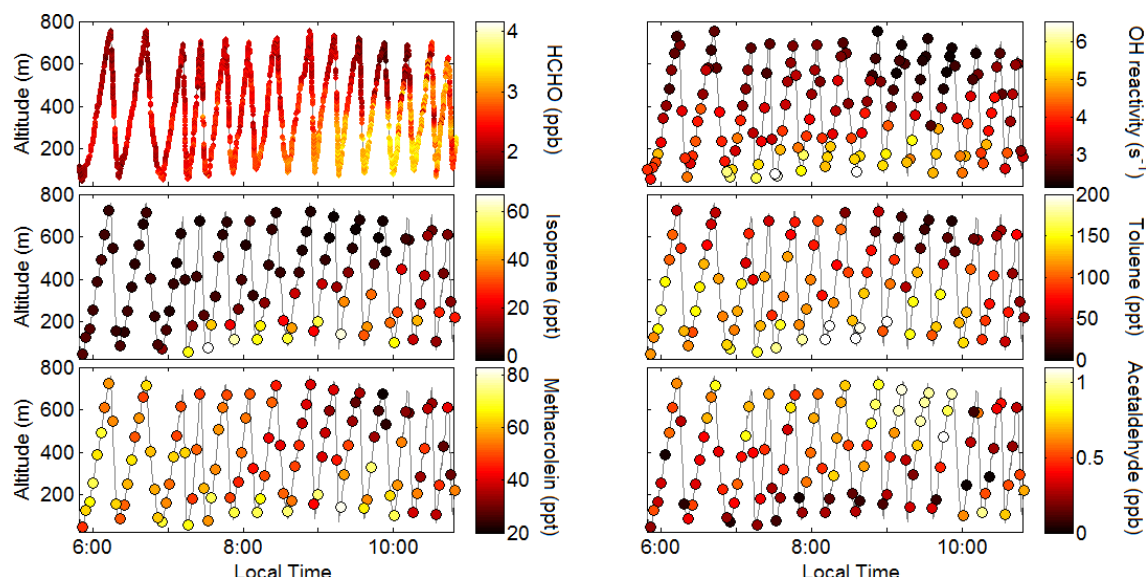 800
600
400
200
Altitude (m)
4
3
2
HCHO (ppb)
6
5
4
3
OH reactivity (s⁻¹)
800
600
400
200
Altitude (m)
60
40
20
0
Isoprene (ppt)
200
150
100
50
0
Toluene (ppt)
800
600
400
200
Altitude (m)
80
60
40
20
Methacrolein (ppt)
1
0.5
0
Acetaldehyde (ppb)
6:00 8:00 10:00
Local Time
6:00 8:00 10:00
Local Time